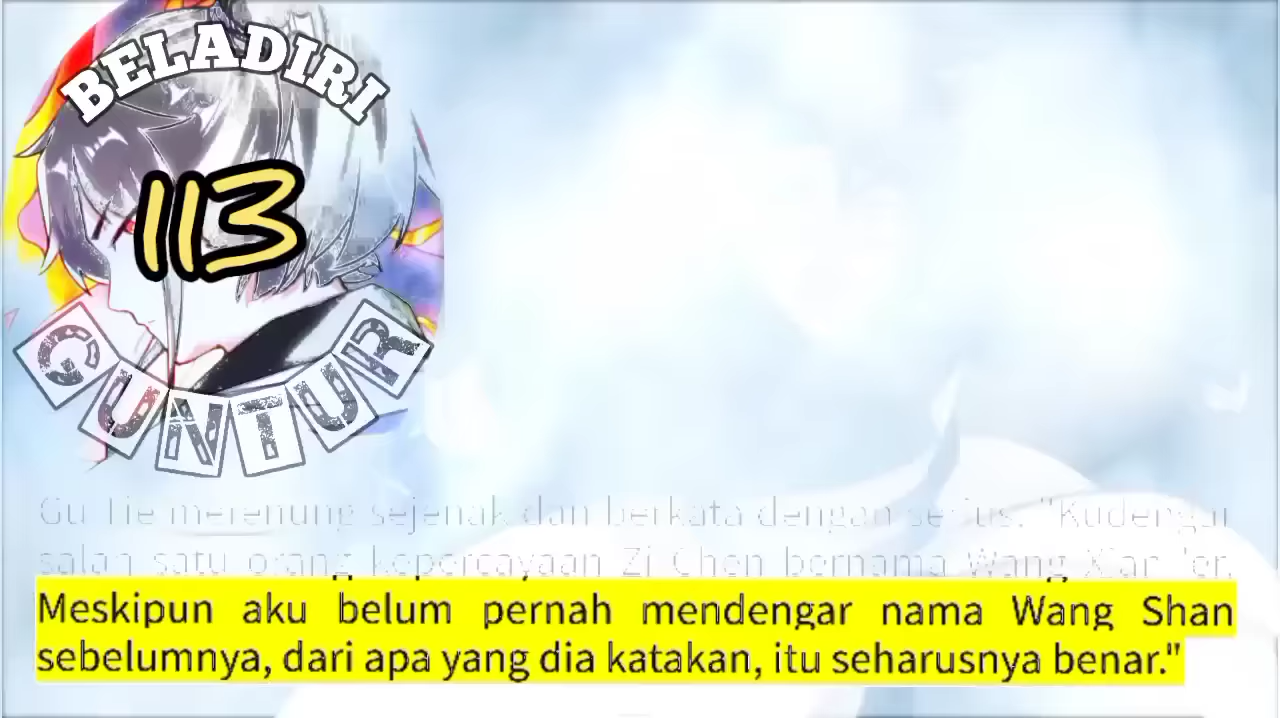 BELADIRI
113
GUNTUR
Gu Tie merenung sejenak dan berkata dengan serius. "Kudengar
salah satu orang kepercayaan Zi Chen bernama Wang Xian'er.
Meskipun aku belum pernah mendengar nama Wang Shan
sebelumnya, dari apa yang dia katakan, itu seharusnya benar."